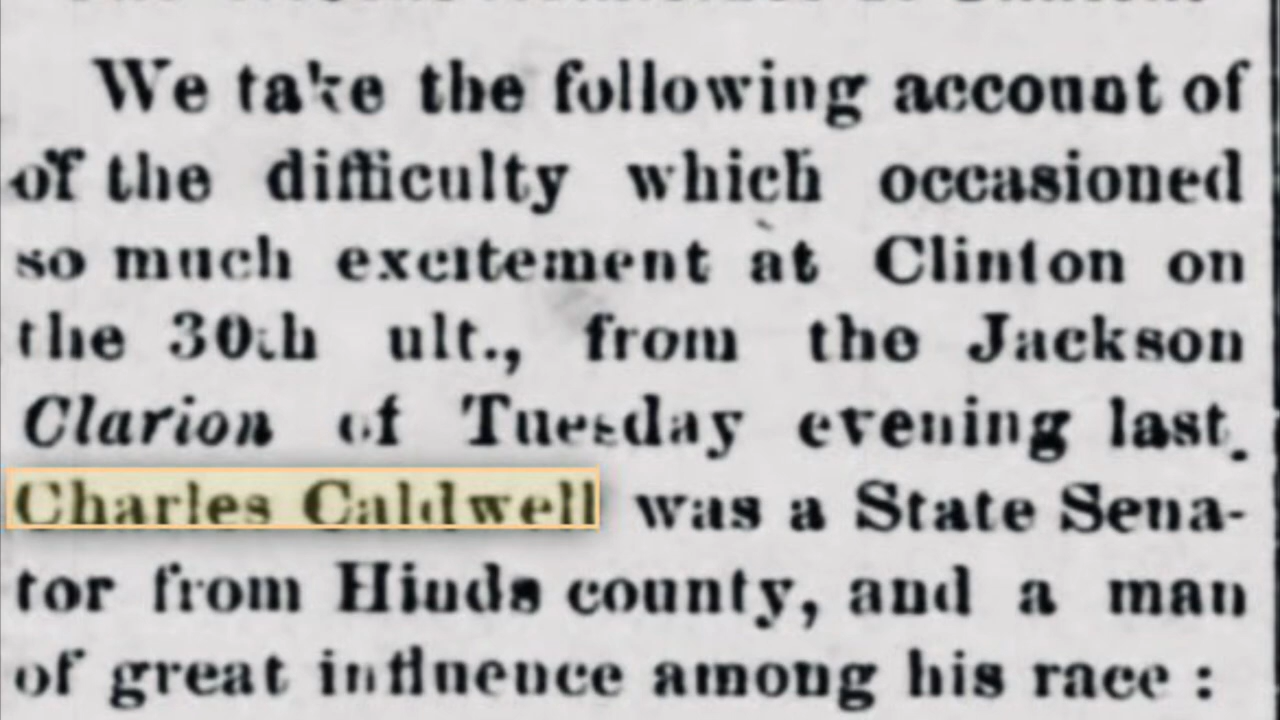 We take the following account of
of the difficulty which occasioned
so much excitement at Clinton on
the 30th ult., from the Jackson
Clarion of Tuesday evening last.
Charles Caldwell was a State Sena-
tor from Hinds county, and a man
of great influence among his race :